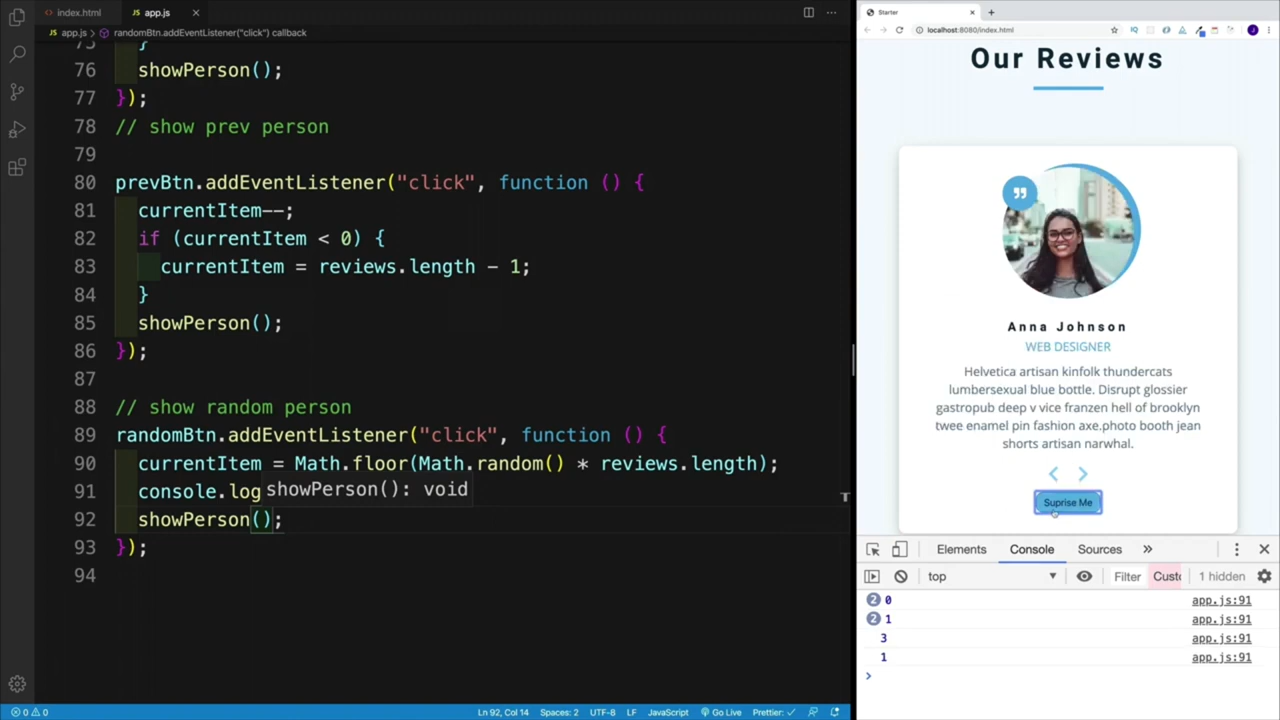 index.html
app.js
app.js
randomBtn.addEventListener("click") callback
75 }
76 showPerson();
77 });
78 // show prev person
79
80 prevBtn.addEventListener("click", function () {
81 currentItem--;
82 if (currentItem < 0) {
83 currentItem = reviews.length - 1;
84 }
85 showPerson();
86 });
87
88 // show random person
89 randomBtn.addEventListener("click", function () {
90 currentItem = Math.floor(Math.random() * reviews.length);
91 console.log
showPerson(): void
92 showPerson();
93 });
94
0 0
Ln 92, Col 14
Spaces: 2
UTF-8
LF
JavaScript
Go Live
Prettier: ✓
Starter
localhost:8080/index.html
J
Our Reviews
Anna Johnson
WEB DESIGNER
Helvetica artisan kinfolk thundercats
lumbersexual blue bottle. Disrupt glossier
gastropub deep v vice franzen hell of brooklyn
twee enamel pin fashion axe.photo booth jean
shorts artisan narwhal.
Suprise Me
Elements
Console
Sources
top
Filter
Custo
1 hidden
2 0 app.js:91
2 1 app.js:91
3 app.js:91
1 app.js:91